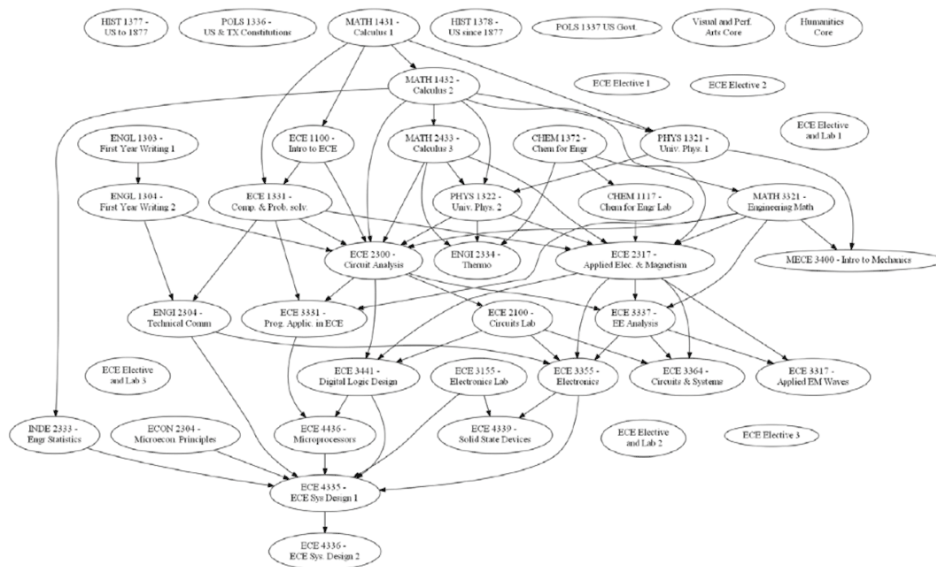 HIST 1377 -
US to 1877
POLS 1336 -
US & TX Constitutions
MATH 1431 -
Calculus 1
HIST 1378 -
US since 1877
POLS 1337 US Govt.
Visual and Perf.
Arts Core
Humanities
Core
MATH 1432 -
Calculus 2
ECE Elective 1
ECE Elective 2
ECE Elective
and Lab 1
ENGL 1303 -
First Year Writing 1
ECE 1100 -
Intro to ECE
MATH 2433 -
Calculus 3
CHEM 1372 -
Chem for Engr
PHYS 1321 -
Univ. Phys. 1
ENGL 1304 -
First Year Writing 2
ECE 1331 -
Comp. & Prob. solv.
PHYS 1322 -
Univ. Phys. 2
CHEM 1117 -
Chem for Engr Lab
MATH 3321 -
Engineering Math
ECE 2300 -
Circuit Analysis
ENGI 2334 -
Thermo
ECE 2317 -
Applied Elec. & Magnetism
MECE 3400 - Intro to Mechanics
ENGI 2304 -
Technical Comm
ECE 3331 -
Prog. Applic. in ECE
ECE 2100 -
Circuits Lab
ECE 3337 -
EE Analysis
ECE Elective
and Lab 3
ECE 3441 -
Digital Logic Design
ECE 3155 -
Electronics Lab
ECE 3355 -
Electronics
ECE 3364 -
Circuits & Systems
ECE 3317 -
Applied EM Waves
INDE 2333 -
Engr Statistics
ECON 2304 -
Microecon. Principles
ECE 4436 -
Microprocessors
ECE 4339 -
Solid State Devices
ECE Elective
and Lab 2
ECE Elective 3
ECE 4335 -
ECE Sys Design 1
ECE 4336 -
ECE Sys. Design 2